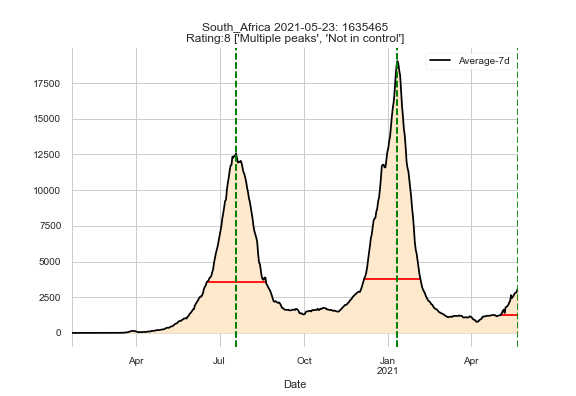 South_Africa 2021-05-23: 1635465
Rating:8 ['Multiple peaks', 'Not in control']
Average-7d
17500
15000
12500
10000
7500
5000
2500
0
Apr Jul Oct Jan Apr
2021
Date